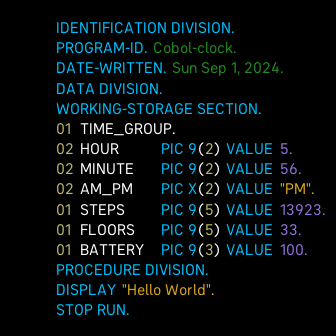 IDENTIFICATION DIVISION.
PROGRAM-ID. Cobol-clock.
DATE-WRITTEN. Sun Sep 1, 2024.
DATA DIVISION.
WORKING-STORAGE SECTION.
01 TIME_GROUP.
02 HOUR PIC 9(2) VALUE 5.
02 MINUTE PIC 9(2) VALUE 56.
02 AM_PM PIC X(2) VALUE "PM".
01 STEPS PIC 9(5) VALUE 13923.
01 FLOORS PIC 9(5) VALUE 33.
01 BATTERY PIC 9(3) VALUE 100.
PROCEDURE DIVISION.
DISPLAY "Hello World".
STOP RUN.